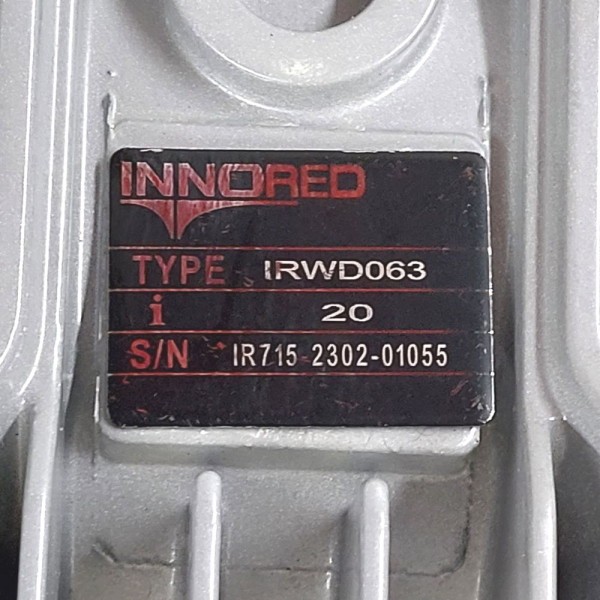 INNORED
TYPE IRWD063
i 20
S/N IR715-2302-01055